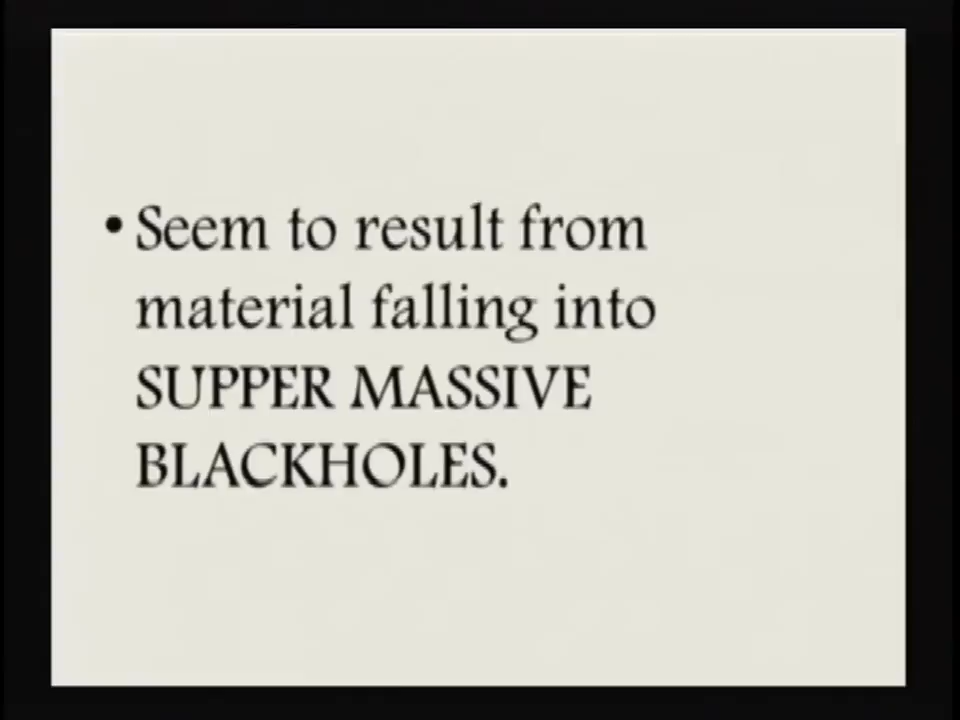 • Seem to result from
material falling into
SUPPER MASSIVE
BLACKHOLES.